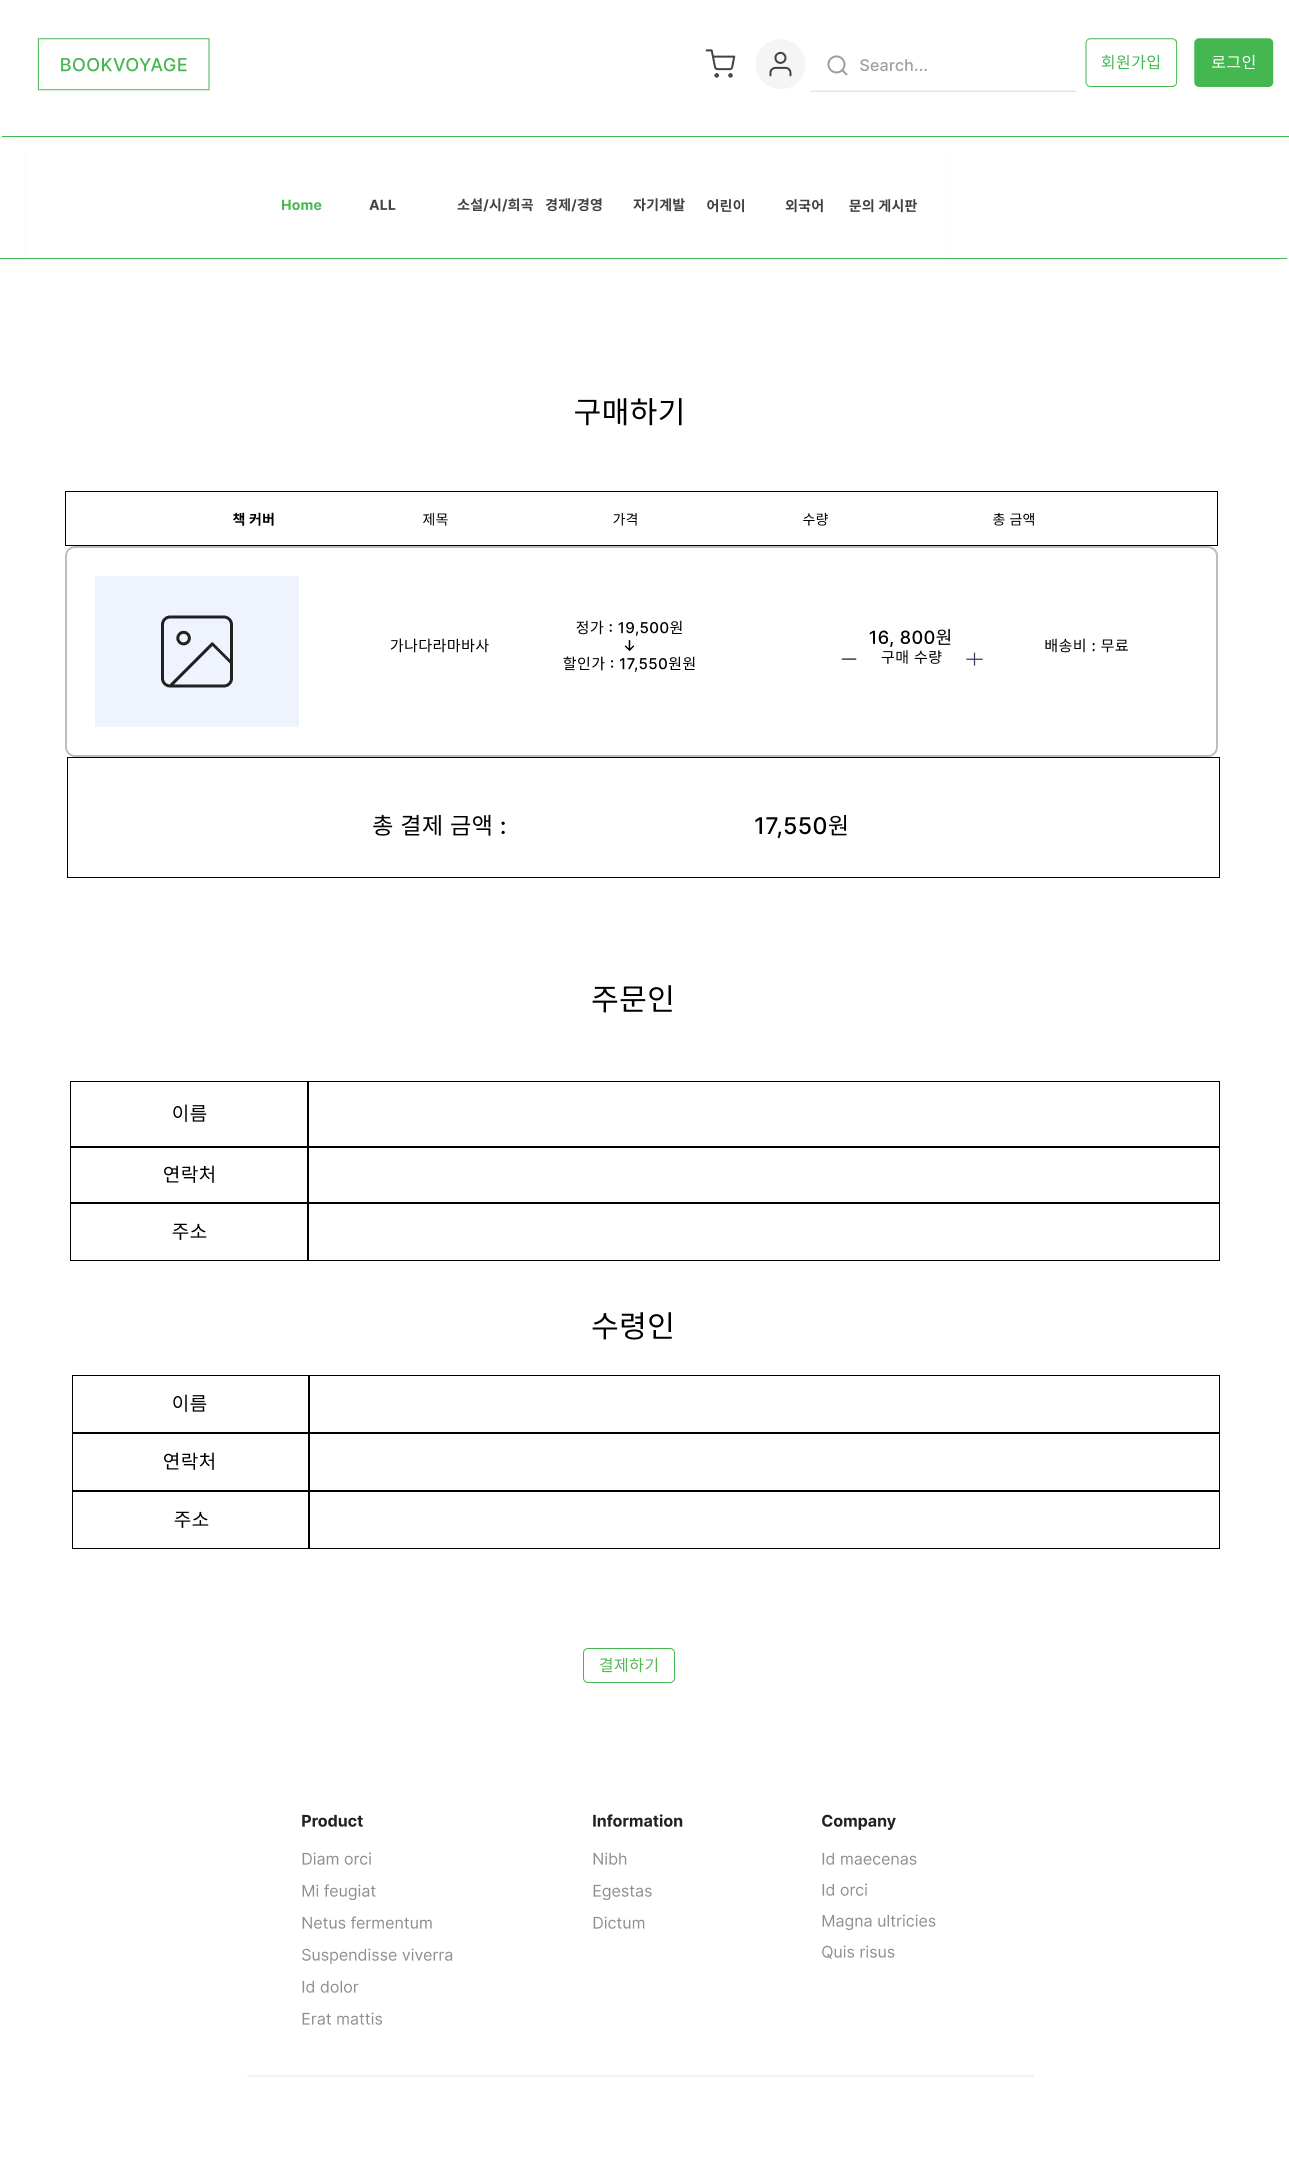 BOOKVOYAGE
Search...
회원가입
로그인
Home ALL 소설/시/희곡 경제/경영 자기계발 어린이 외국어 문의 게시판
구매하기
책 커버 제목 가격 수량 총 금액
가나다라마바사
정가 : 19,500원
↓
할인가 : 17,550원원
16, 800원
− 구매 수량 +
배송비 : 무료
총 결제 금액 : 17,550원
주문인
이름
연락처
주소
수령인
이름
연락처
주소
결제하기
Product
Diam orci
Mi feugiat
Netus fermentum
Suspendisse viverra
Id dolor
Erat mattis
Information
Nibh
Egestas
Dictum
Company
Id maecenas
Id orci
Magna ultricies
Quis risus